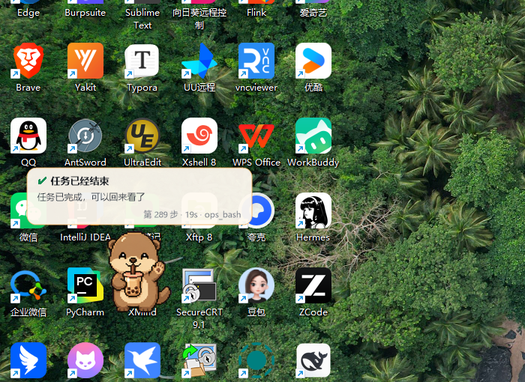 Edge
Burpsuite
Sublime
Text
向日葵远程控
制
Flink
爱奇艺
Brave
Yakit
T
Typora
UU远程
R
VNC
vncviewer
优酷
QQ
AntSword
UE
UltraEdit
Xshell 8
WPS Office
WorkBuddy
✔ 任务已经结束
任务已完成,可以回来看了
第 289 步 · 19s · ops_bash
微信
IntelliJ IDEA
Xftp 8
夸克
Hermes
企业微信
PC
PyCharm
XMind
SecureCRT
9.1
豆包
Z
ZCode